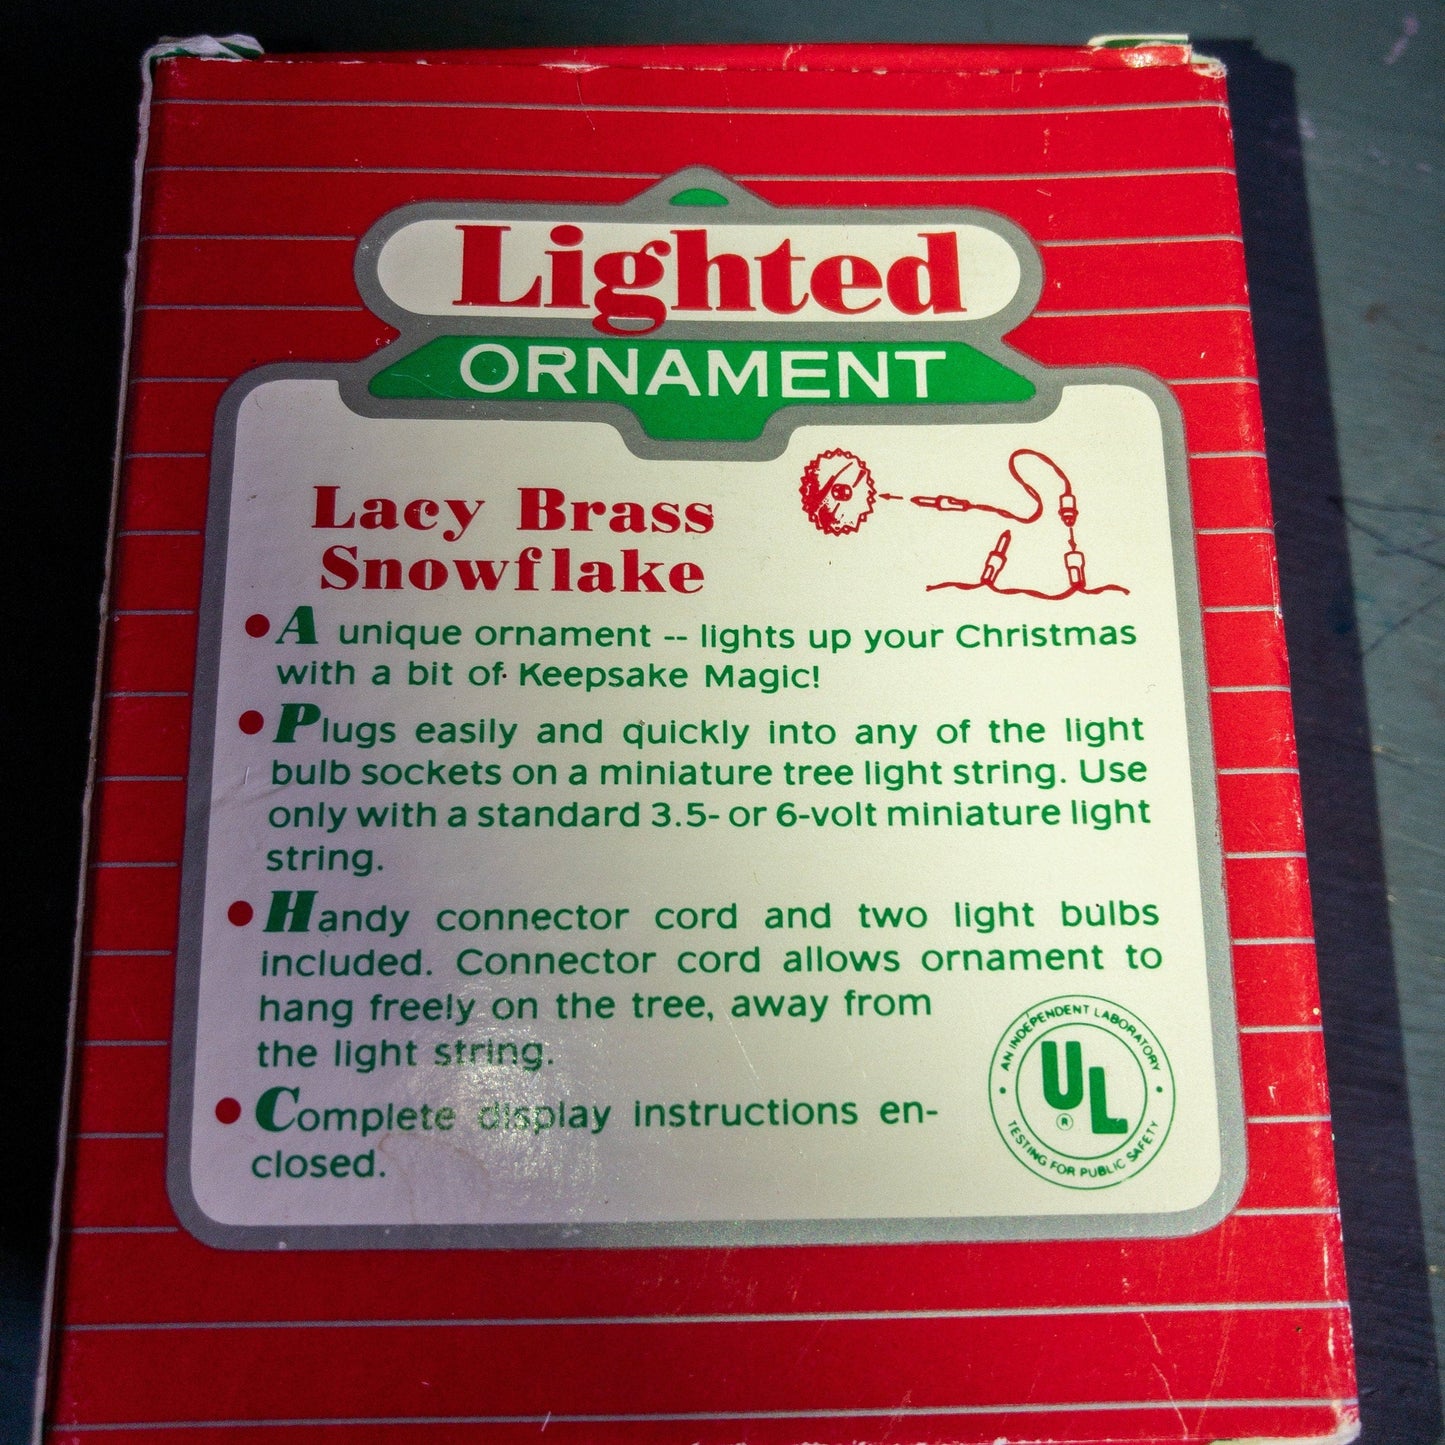 Lighted
ORNAMENT
Lacy Brass
Snowflake
• A unique ornament -- lights up your Christmas
with a bit of Keepsake Magic!
• Plugs easily and quickly into any of the light
bulb sockets on a miniature tree light string. Use
only with a standard 3.5- or 6-volt miniature light
string.
• Handy connector cord and two light bulbs
included. Connector cord allows ornament to
hang freely on the tree, away from
the light string.
• Complete display instructions en-
closed.
AN INDEPENDENT LABORATORY
UL
®
• TESTING FOR PUBLIC SAFETY •